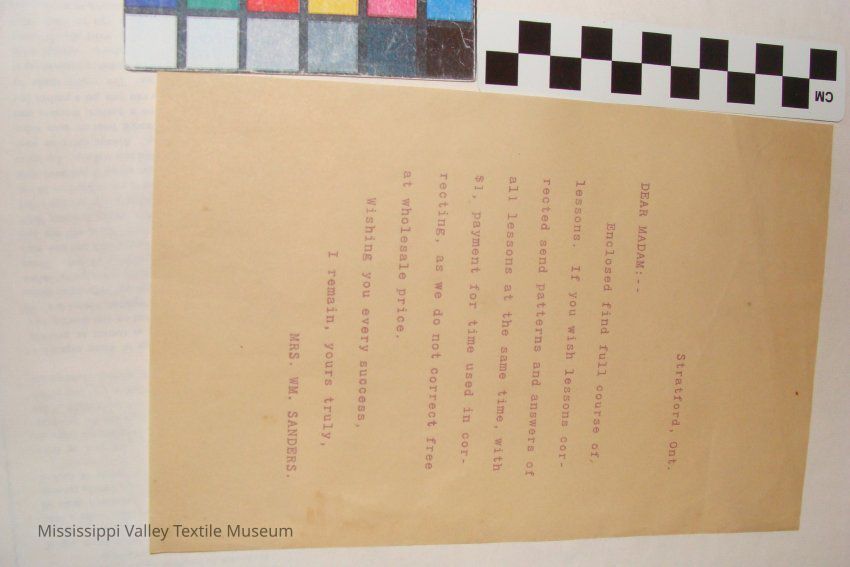 Stratford, Ont.
DEAR MADAM:--
Enclosed find full course of,
lessons. If you wish lessons cor-
rected send patterns and answers of
all lessons at the same time, with
$1, payment for time used in cor-
recting, as we do not correct free
at wholesale price.
Wishing you every success,
I remain, yours truly,
MRS. WM. SANDERS.
CM
Mississippi Valley Textile Museum